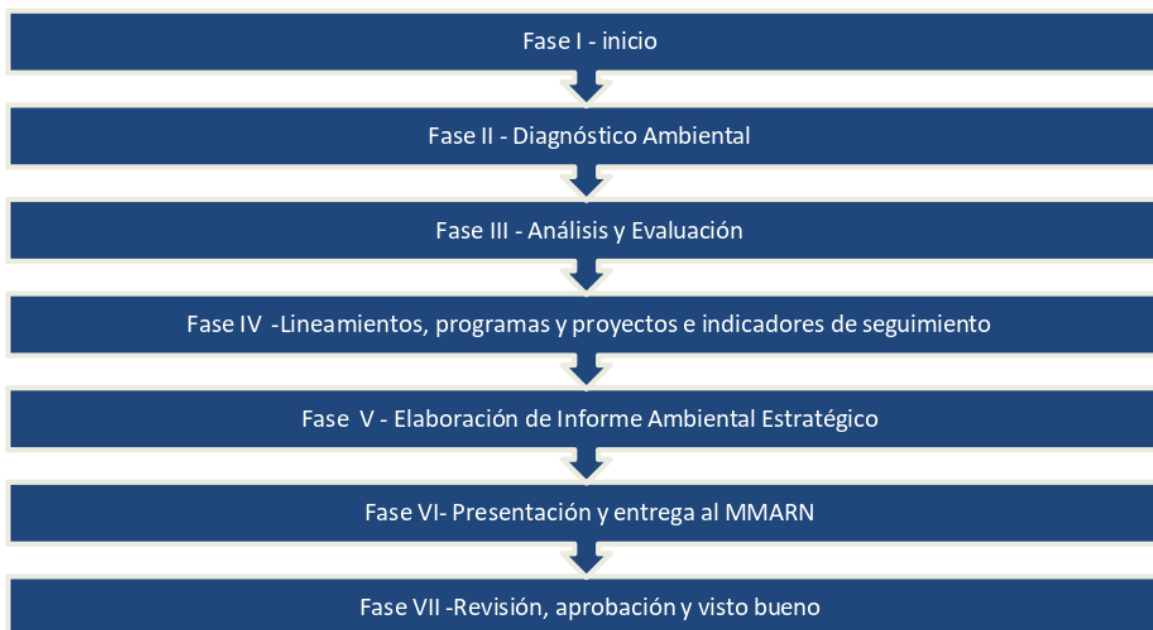 Fase I - inicio
Fase II - Diagnóstico Ambiental
Fase III - Análisis y Evaluación
Fase IV -Lineamientos, programas y proyectos e indicadores de seguimiento
Fase V - Elaboración de Informe Ambiental Estratégico
Fase VI- Presentación y entrega al MMARN
Fase VII -Revisión, aprobación y visto bueno